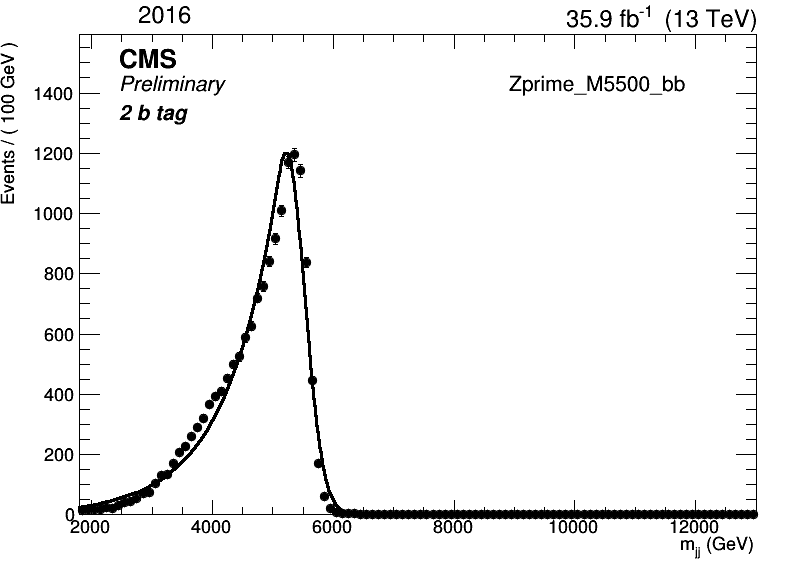 2016
35.9 fb⁻¹ (13 TeV)
CMS
Preliminary
2 b tag
Zprime_M5500_bb
Events / ( 100 GeV )
1400
1200
1000
800
600
400
200
0
2000 4000 6000 8000 10000 12000
m_jj (GeV)